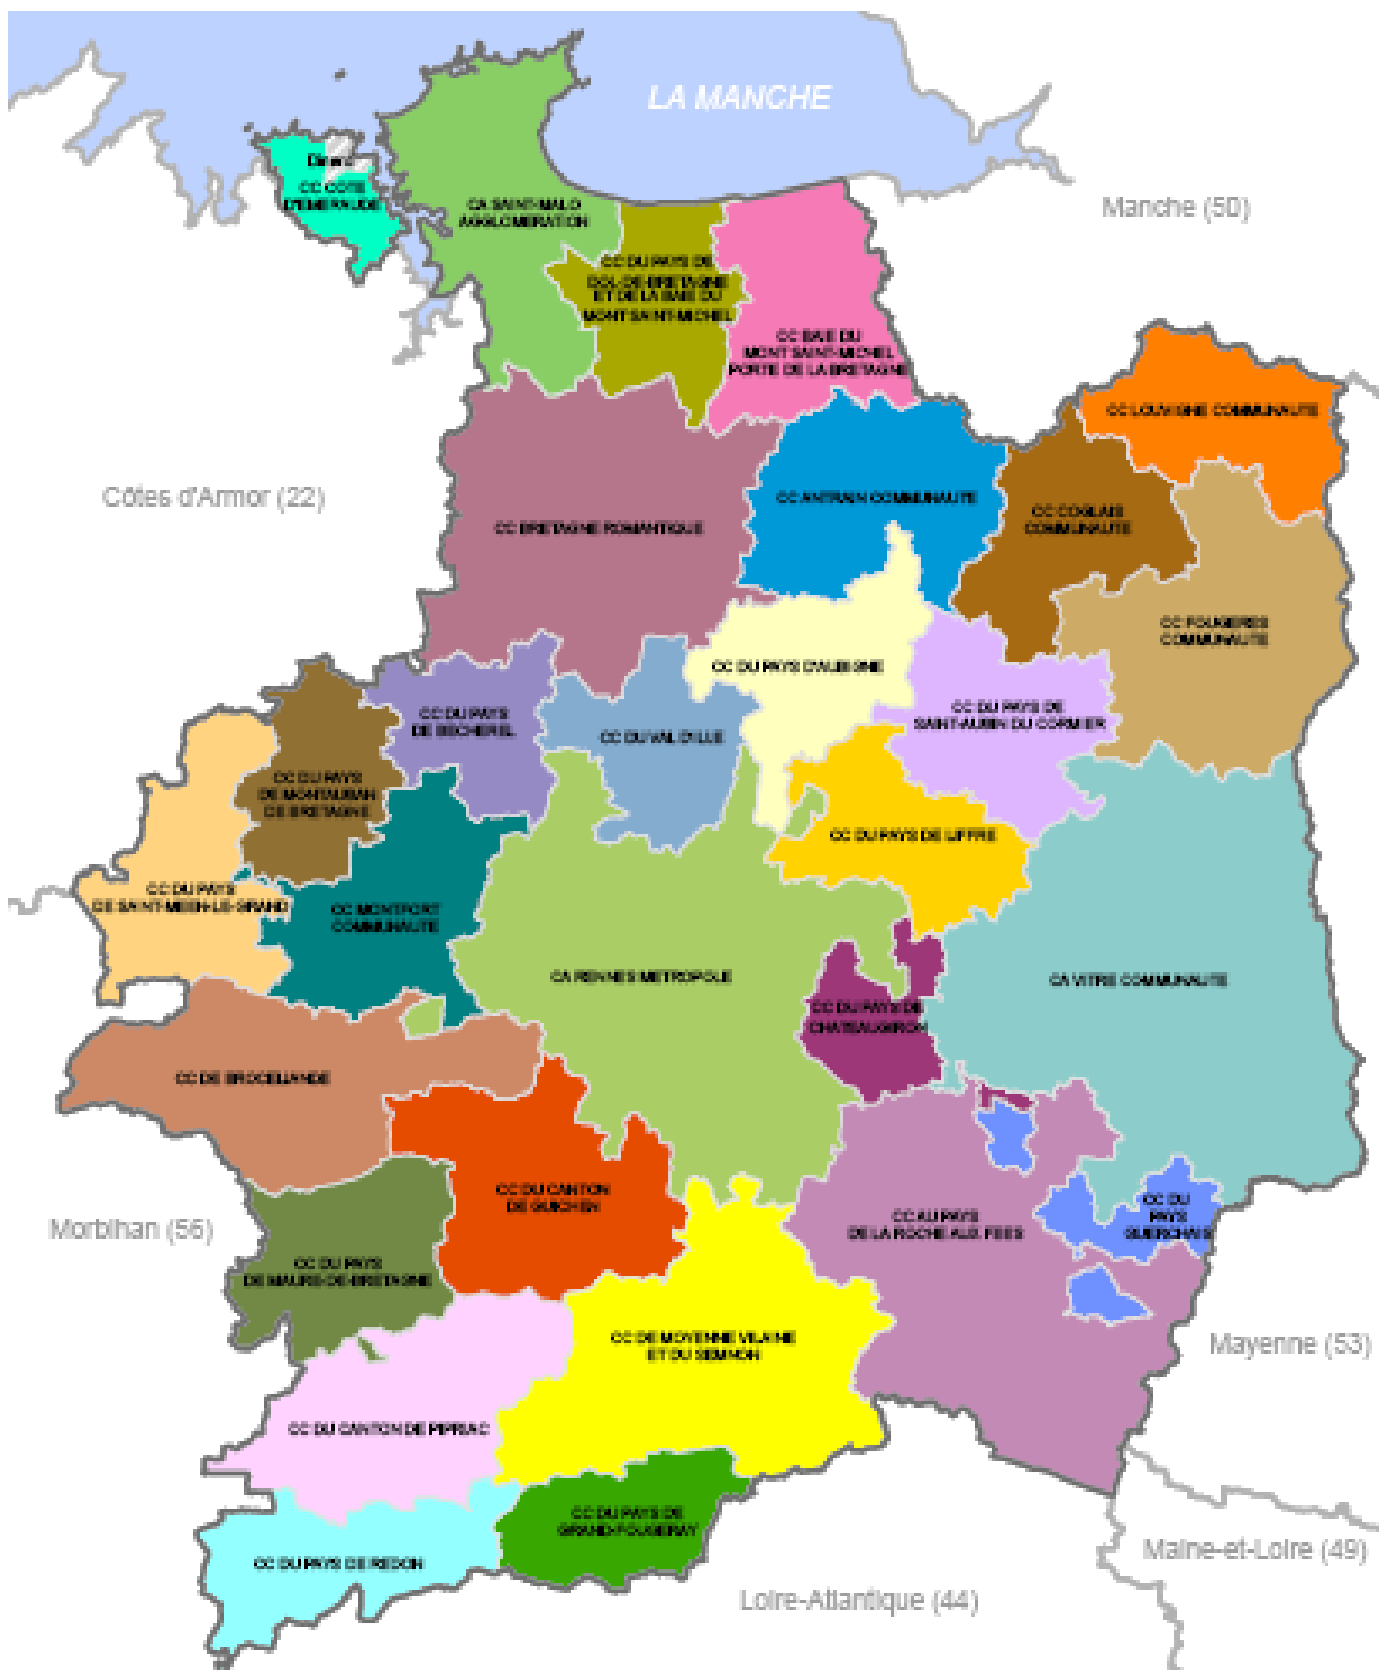 LA MANCHE
Dinard
CC COTE
D'EMERAUDE
CA SAINT-MALO
AGGLOMERATION
Manche (50)
CC DU PAYS DE
DOL-DE-BRETAGNE
ET DE LA BAIE DU
MONT SAINT-MICHEL
CC BAIE DU
MONT SAINT-MICHEL
PORTE DE LA BRETAGNE
CC LOUVIGNE COMMUNAUTE
Côtes d'Armor (22)
CC BRETAGNE ROMANTIQUE
CC ANTRAIN COMMUNAUTE
CC COGLAIS
COMMUNAUTE
CC FOUGERES
COMMUNAUTE
CC DU PAYS D'AUBIGNE
CC DU PAYS
DE BECHEREL
CC DU VAL D'ILLE
CC DU PAYS DE
SAINT-AUBIN DU CORMIER
CC DU PAYS
DE MONTAUBAN
DE BRETAGNE
CC DU PAYS DE LIFFRE
CC DU PAYS
DE SAINT-MEEN-LE-GRAND
CC MONTFORT
COMMUNAUTE
CA RENNES METROPOLE
CA VITRE COMMUNAUTE
CC DU PAYS DE
CHATEAUGIRON
CC DE BROCELIANDE
CC DU CANTON
DE GUICHEN
CC AU PAYS
DE LA ROCHE AUX FEES
CC DU
PAYS
GUERCHAIS
Morbihan (56)
CC DU PAYS
DE MAURE-DE-BRETAGNE
CC DE MOYENNE VILAINE
ET DU SEMNON
Mayenne (53)
CC DU CANTON DE PIPRIAC
CC DU PAYS DE
GRAND-FOUGERAY
CC DU PAYS DE REDON
Maine-et-Loire (49)
Loire-Atlantique (44)